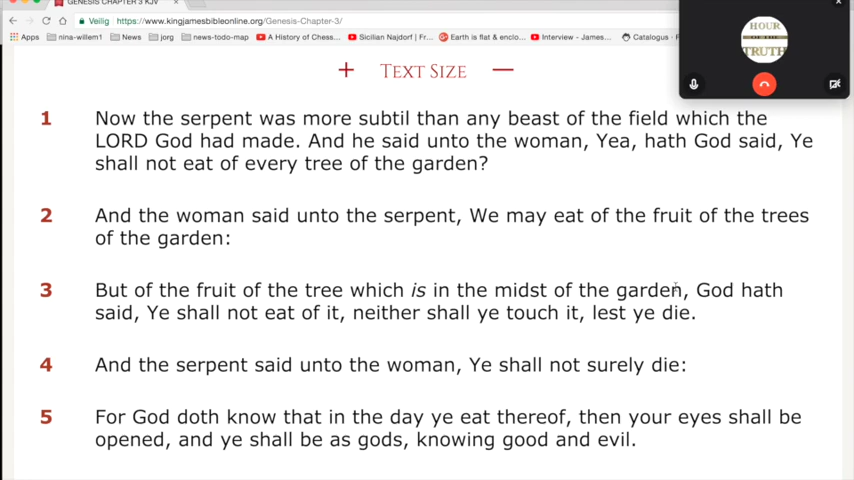 GENESIS CHAPTER 3 KJV
Veilig
https://www.kingjamesbibleonline.org/Genesis-Chapter-3/
Apps nina-willem1 News jorg news-todo-map A History of Chess... Sicilian Najdorf | Fr... Earth is flat & enclo... Interview - James... Catalogus · F
HOUR
TRUTH
+ TEXT SIZE —
1 Now the serpent was more subtil than any beast of the field which the
LORD God had made. And he said unto the woman, Yea, hath God said, Ye
shall not eat of every tree of the garden?
2 And the woman said unto the serpent, We may eat of the fruit of the trees
of the garden:
3 But of the fruit of the tree which is in the midst of the garden, God hath
said, Ye shall not eat of it, neither shall ye touch it, lest ye die.
4 And the serpent said unto the woman, Ye shall not surely die:
5 For God doth know that in the day ye eat thereof, then your eyes shall be
opened, and ye shall be as gods, knowing good and evil.